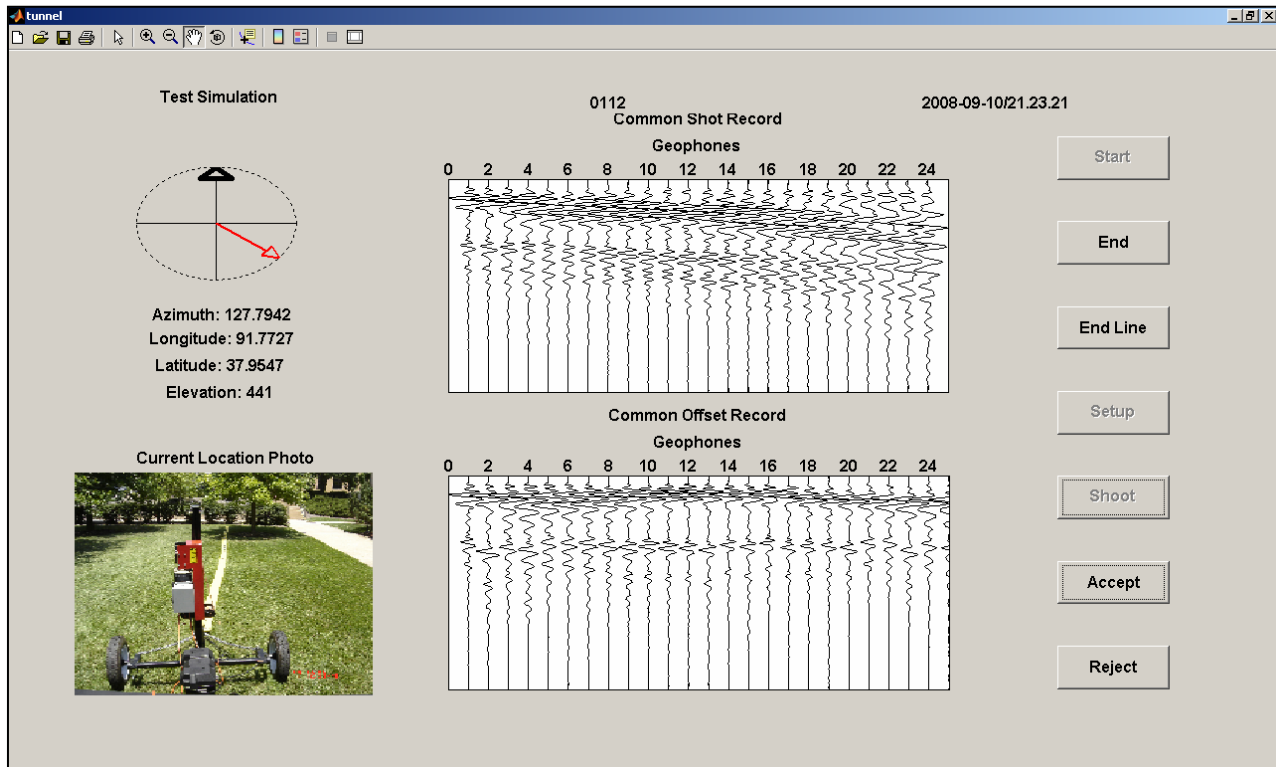 tunnel
Test Simulation
0112
2008-09-10/21.23.21
Common Shot Record
Geophones
0 2 4 6 8 10 12 14 16 18 20 22 24
Azimuth: 127.7942
Longitude: 91.7727
Latitude: 37.9547
Elevation: 441
Common Offset Record
Geophones
0 2 4 6 8 10 12 14 16 18 20 22 24
Current Location Photo
Start
End
End Line
Setup
Shoot
Accept
Reject